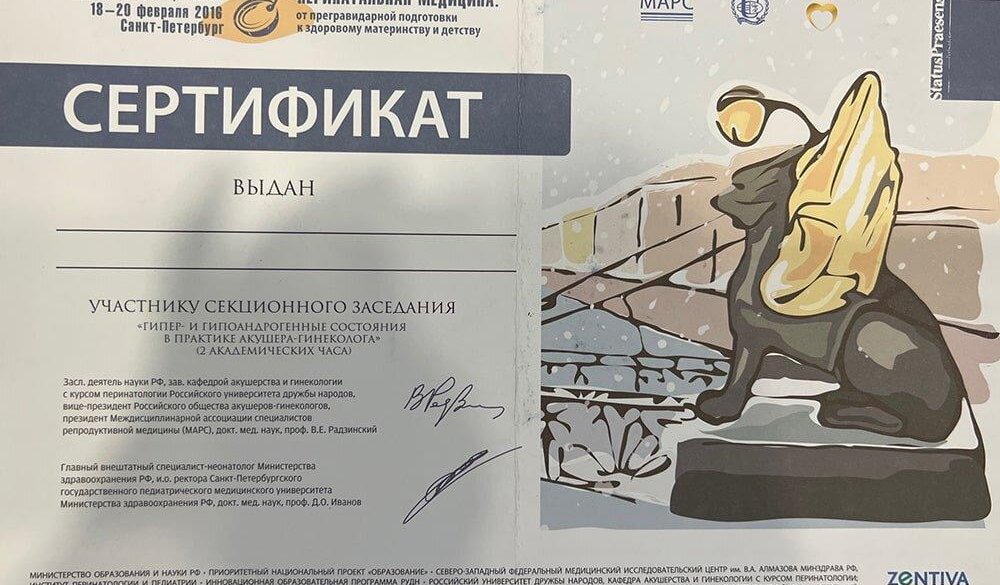 ПЕРИНАТАЛЬНАЯ МЕДИЦИНА:
18–20 февраля 2016
от прегравидарной подготовки
Санкт-Петербург
к здоровому материнству и детству
МАРС
StatusPraesens
СЕРТИФИКАТ
ВЫДАН
УЧАСТНИКУ СЕКЦИОННОГО ЗАСЕДАНИЯ
«ГИПЕР- И ГИПОАНДРОГЕННЫЕ СОСТОЯНИЯ
В ПРАКТИКЕ АКУШЕРА-ГИНЕКОЛОГА»
(2 АКАДЕМИЧЕСКИХ ЧАСА)
Засл. деятель науки РФ, зав. кафедрой акушерства и гинекологии
с курсом перинатологии Российского университета дружбы народов,
вице-президент Российского общества акушеров-гинекологов,
президент Междисциплинарной ассоциации специалистов
репродуктивной медицины (МАРС), докт. мед. наук, проф. В.Е. Радзинский
Главный внештатный специалист-неонатолог Министерства
здравоохранения РФ, и.о. ректора Санкт-Петербургского
государственного педиатрического медицинского университета
Министерства здравоохранения РФ, докт. мед. наук, проф. Д.О. Иванов
МИНИСТЕРСТВО ОБРАЗОВАНИЯ И НАУКИ РФ • ПРИОРИТЕТНЫЙ НАЦИОНАЛЬНЫЙ ПРОЕКТ «ОБРАЗОВАНИЕ» • СЕВЕРО-ЗАПАДНЫЙ ФЕДЕРАЛЬНЫЙ МЕДИЦИНСКИЙ ИССЛЕДОВАТЕЛЬСКИЙ ЦЕНТР им. В.А. АЛМАЗОВА МИНЗДРАВА РФ,
ИНСТИТУТ ПЕРИНАТОЛОГИИ И ПЕДИАТРИИ • ИННОВАЦИОННАЯ ОБРАЗОВАТЕЛЬНАЯ ПРОГРАММА РУДН • РОССИЙСКИЙ УНИВЕРСИТЕТ ДРУЖБЫ НАРОДОВ, КАФЕДРА АКУШЕРСТВА И ГИНЕКОЛОГИИ С КУРСОМ ПЕРИНАТОЛОГИИ;
ZENTIVA